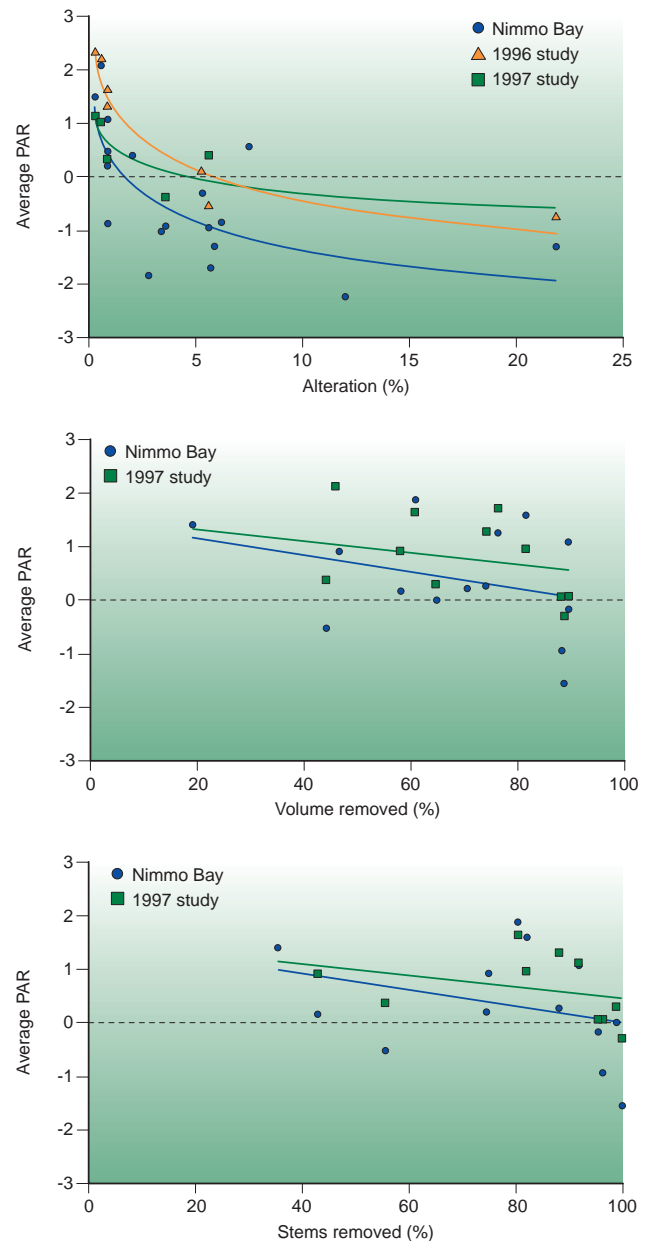 3
2
1
0
-1
-2
-3
Average PAR
Nimmo Bay
1996 study
1997 study
0 5 10 15 20 25
Alteration (%)
3
2
1
0
-1
-2
-3
Average PAR
Nimmo Bay
1997 study
0 20 40 60 80 100
Volume removed (%)
3
2
1
0
-1
-2
-3
Average PAR
Nimmo Bay
1997 study
0 20 40 60 80 100
Stems removed (%)